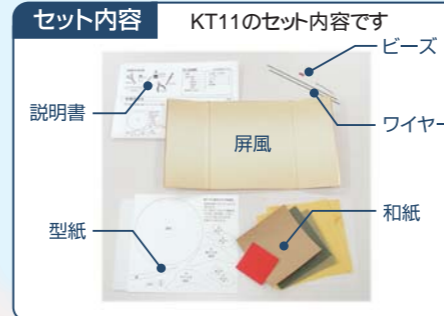 セット内容
KT11のセット内容です
ビーズ
説明書
ワイヤー
屏風
和紙
型紙